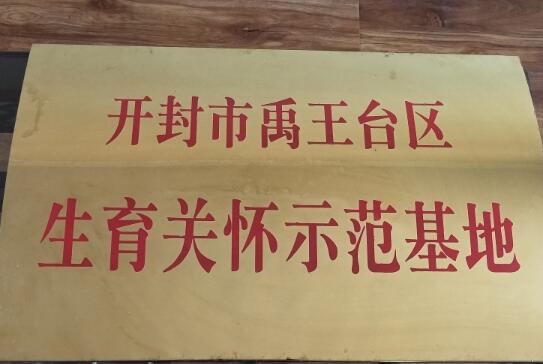 开封市禹王台区
生育关怀示范基地